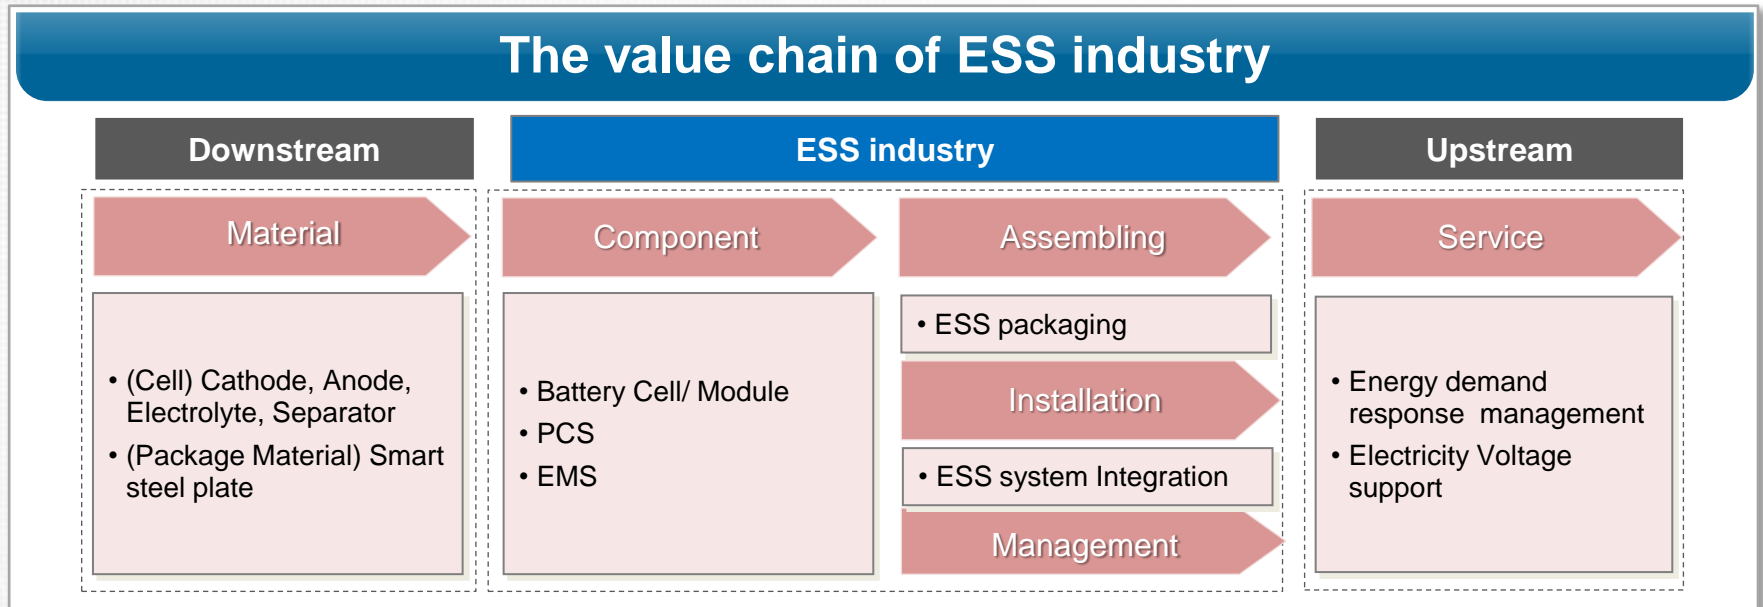 The value chain of ESS industry
Downstream
ESS industry
Upstream
Material
Component
Assembling
Service
• (Cell) Cathode, Anode,
Electrolyte, Separator
• (Package Material) Smart
steel plate
• Battery Cell/ Module
• PCS
• EMS
• ESS packaging
Installation
• ESS system Integration
Management
• Energy demand
response  management
• Electricity Voltage
support